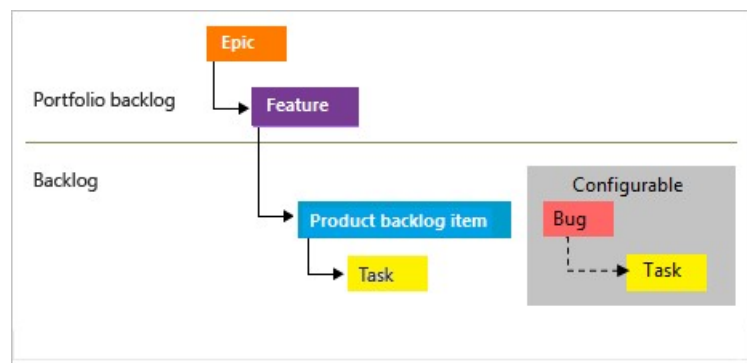 Epic
Portfolio backlog
Feature
Backlog
Configurable
Product backlog item
Bug
Task
Task